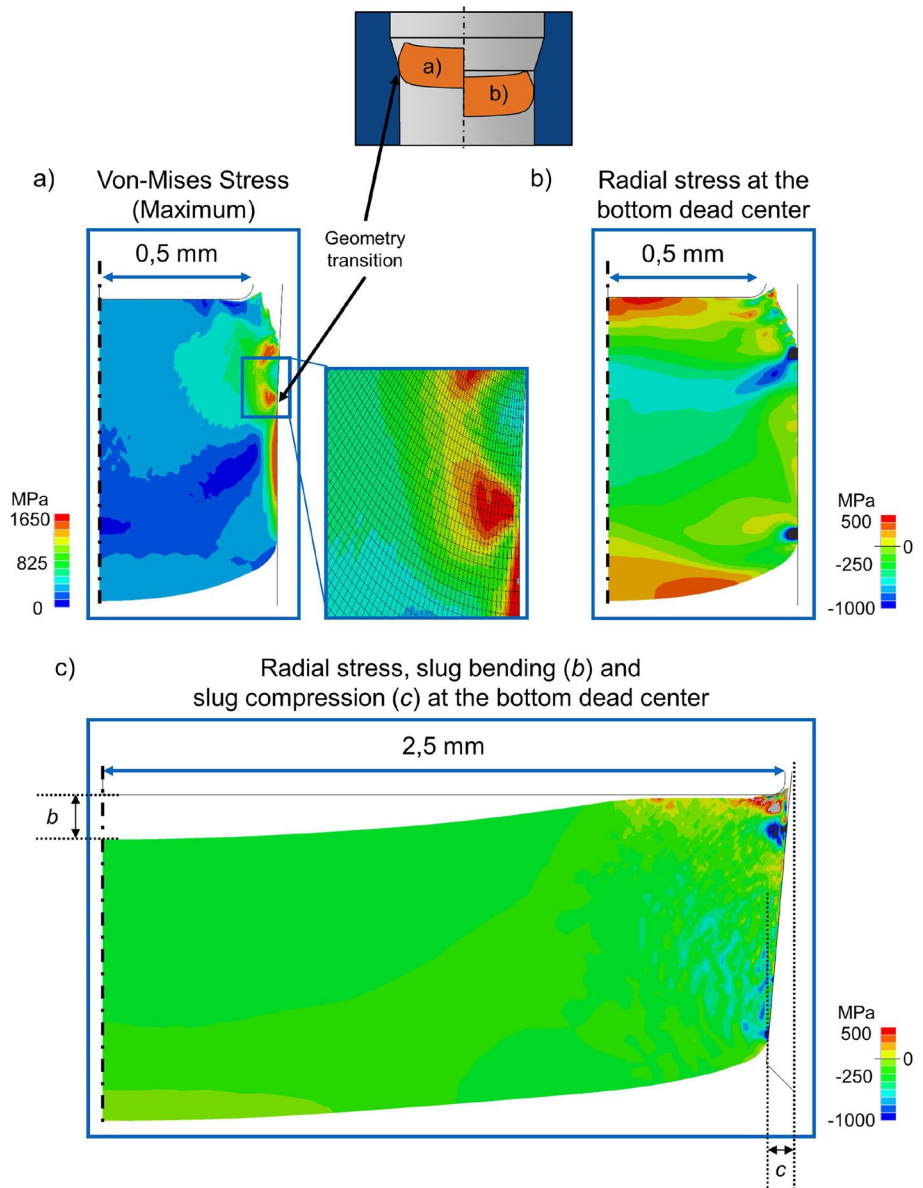 a)
b)
a)
Von-Mises Stress
(Maximum)
b)
Radial stress at the
bottom dead center
Geometry
transition
0,5 mm
0,5 mm
MPa
1650
825
0
MPa
500
0
-250
-1000
c)
Radial stress, slug bending (b) and
slug compression (c) at the bottom dead center
2,5 mm
b
MPa
500
0
-250
-1000
c